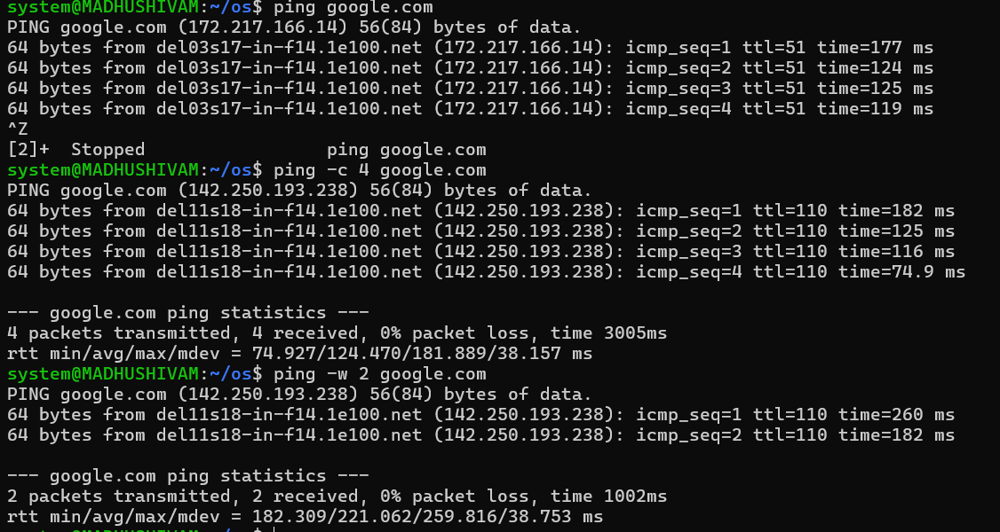 system@MADHUSHIVAM:~/os$ ping google.com
PING google.com (172.217.166.14) 56(84) bytes of data.
64 bytes from del03s17-in-f14.1e100.net (172.217.166.14): icmp_seq=1 ttl=51 time=177 ms
64 bytes from del03s17-in-f14.1e100.net (172.217.166.14): icmp_seq=2 ttl=51 time=124 ms
64 bytes from del03s17-in-f14.1e100.net (172.217.166.14): icmp_seq=3 ttl=51 time=125 ms
64 bytes from del03s17-in-f14.1e100.net (172.217.166.14): icmp_seq=4 ttl=51 time=119 ms
^Z
[2]+  Stopped                 ping google.com
system@MADHUSHIVAM:~/os$ ping -c 4 google.com
PING google.com (142.250.193.238) 56(84) bytes of data.
64 bytes from del11s18-in-f14.1e100.net (142.250.193.238): icmp_seq=1 ttl=110 time=182 ms
64 bytes from del11s18-in-f14.1e100.net (142.250.193.238): icmp_seq=2 ttl=110 time=125 ms
64 bytes from del11s18-in-f14.1e100.net (142.250.193.238): icmp_seq=3 ttl=110 time=116 ms
64 bytes from del11s18-in-f14.1e100.net (142.250.193.238): icmp_seq=4 ttl=110 time=74.9 ms

--- google.com ping statistics ---
4 packets transmitted, 4 received, 0% packet loss, time 3005ms
rtt min/avg/max/mdev = 74.927/124.470/181.889/38.157 ms
system@MADHUSHIVAM:~/os$ ping -w 2 google.com
PING google.com (142.250.193.238) 56(84) bytes of data.
64 bytes from del11s18-in-f14.1e100.net (142.250.193.238): icmp_seq=1 ttl=110 time=260 ms
64 bytes from del11s18-in-f14.1e100.net (142.250.193.238): icmp_seq=2 ttl=110 time=182 ms

--- google.com ping statistics ---
2 packets transmitted, 2 received, 0% packet loss, time 1002ms
rtt min/avg/max/mdev = 182.309/221.062/259.816/38.753 ms